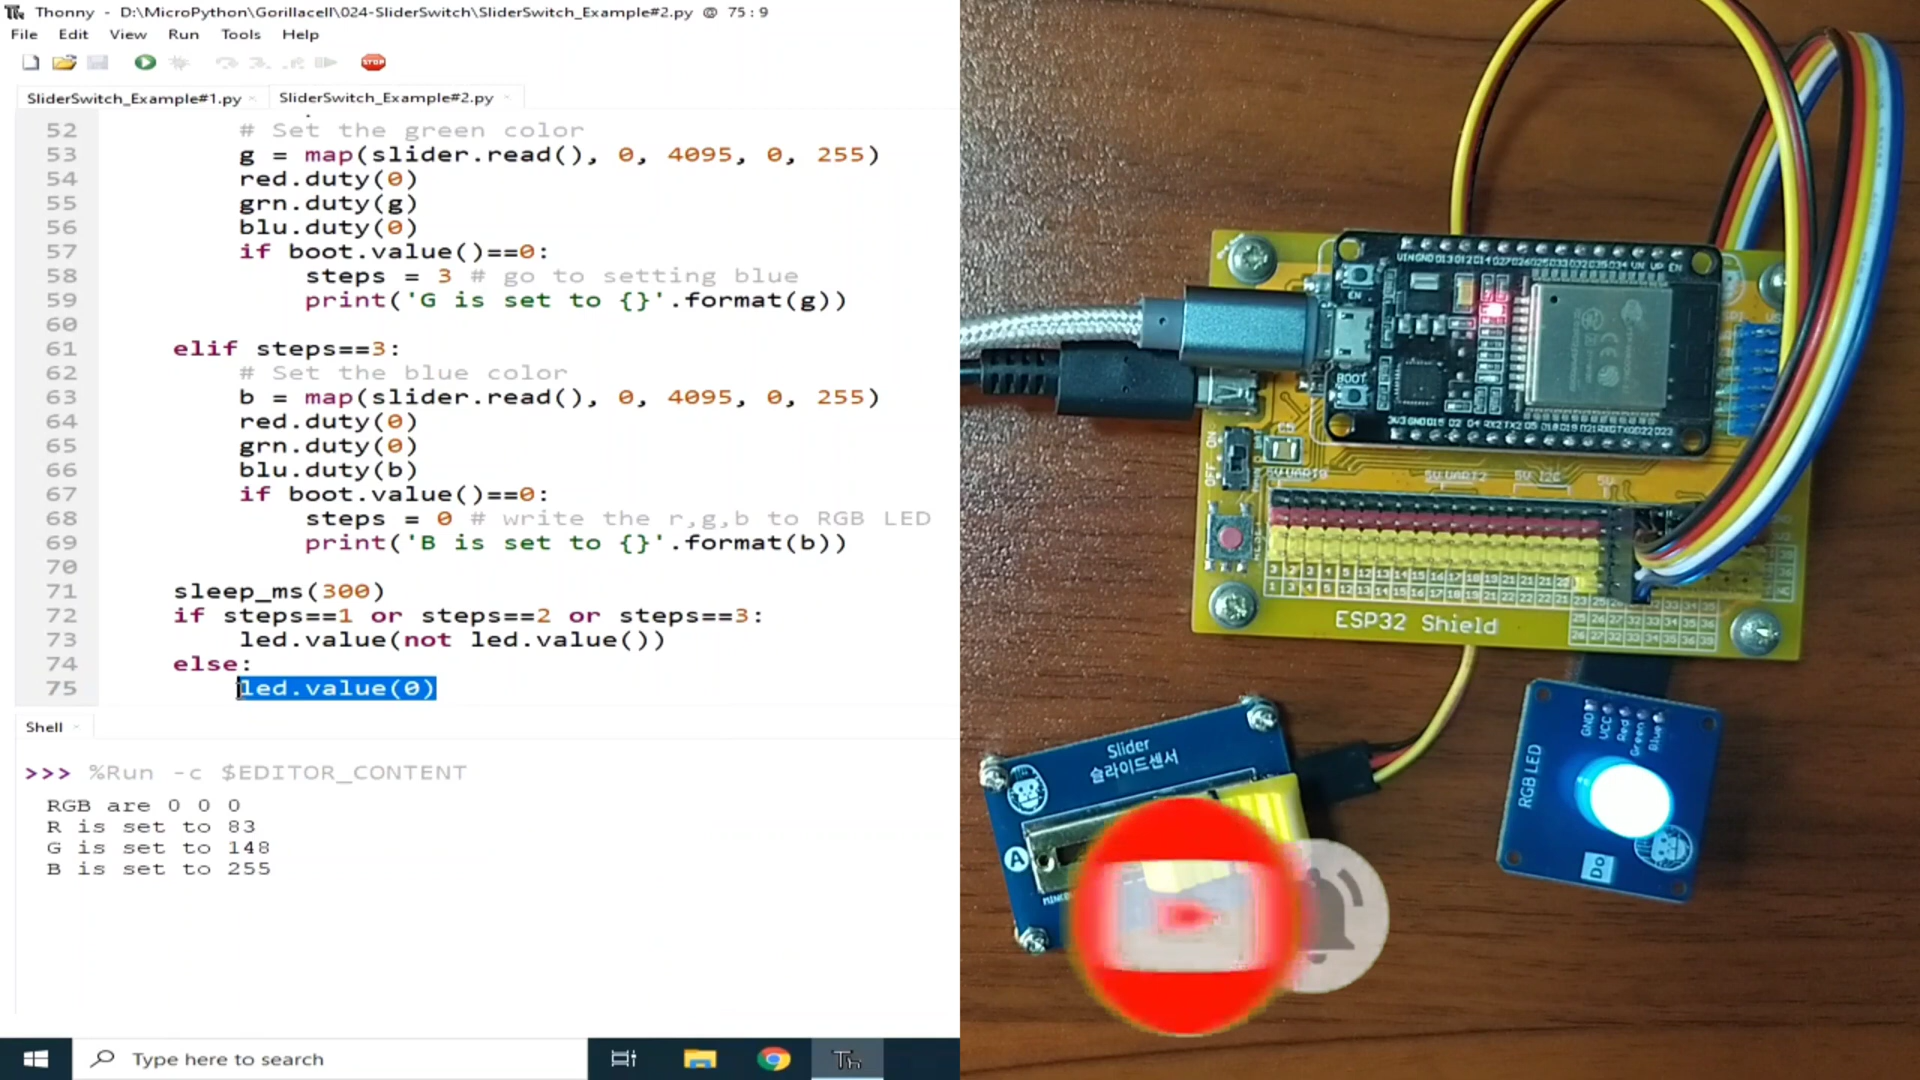 Thonny - D:\MicroPython\Gorillacell\024-SliderSwitch\SliderSwitch_Example#2.py @ 75:9
File Edit View Run Tools Help
STOP
SliderSwitch_Example#1.py × SliderSwitch_Example#2.py ×
52 # Set the green color
53 g = map(slider.read(), 0, 4095, 0, 255)
54 red.duty(0)
55 grn.duty(g)
56 blu.duty(0)
57 if boot.value()==0:
58 steps = 3 # go to setting blue
59 print('G is set to {}'.format(g))
60
61 elif steps==3:
62 # Set the blue color
63 b = map(slider.read(), 0, 4095, 0, 255)
64 red.duty(0)
65 grn.duty(0)
66 blu.duty(b)
67 if boot.value()==0:
68 steps = 0 # write the r,g,b to RGB LED
69 print('B is set to {}'.format(b))
70
71 sleep_ms(300)
72 if steps==1 or steps==2 or steps==3:
73 led.value(not led.value())
74 else:
75 led.value(0)
Shell ×
>>> %Run -c $EDITOR_CONTENT
RGB are 0 0 0
R is set to 83
G is set to 148
B is set to 255
Type here to search
EN
BOOT
ON
OFF
5V UART2
5V I2C
ESP32 Shield
Slider
슬라이드센서
A
GND
VCC
Red
Green
Blue
RGB LED
Do